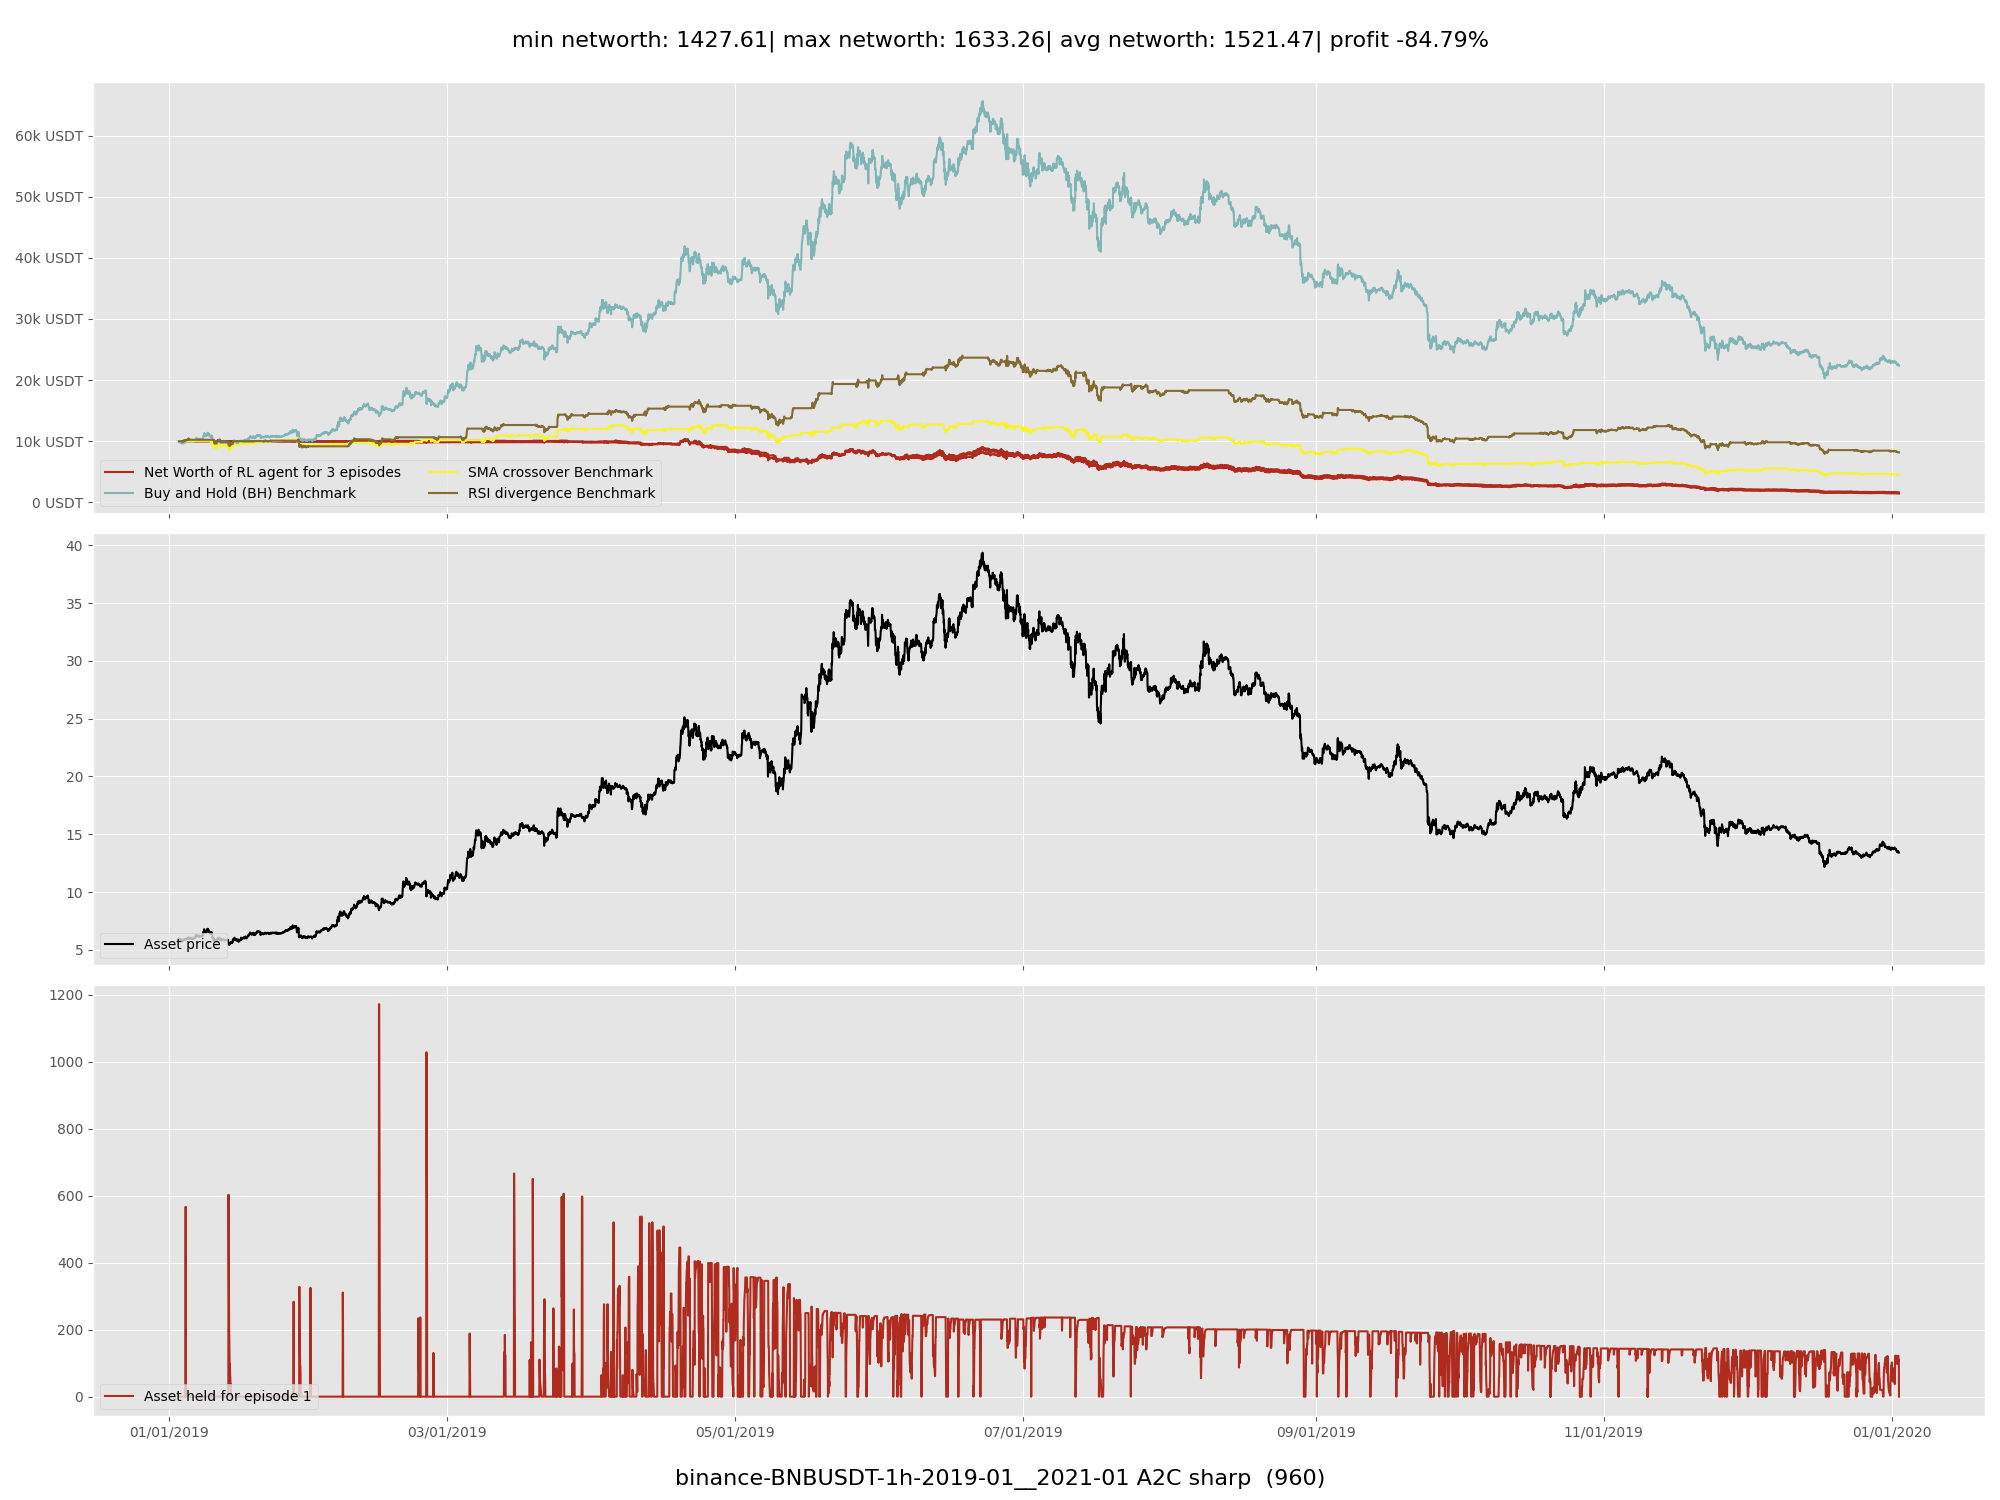 min networth: 1427.61| max networth: 1633.26| avg networth: 1521.47| profit -84.79%
60k USDT
50k USDT
40k USDT
30k USDT
20k USDT
10k USDT
0 USDT
Net Worth of RL agent for 3 episodes
Buy and Hold (BH) Benchmark
SMA crossover Benchmark
RSI divergence Benchmark
40
35
30
25
20
15
10
5
Asset price
1200
1000
800
600
400
200
0
Asset held for episode 1
01/01/2019
03/01/2019
05/01/2019
07/01/2019
09/01/2019
11/01/2019
01/01/2020
binance-BNBUSDT-1h-2019-01__2021-01 A2C sharp  (960)